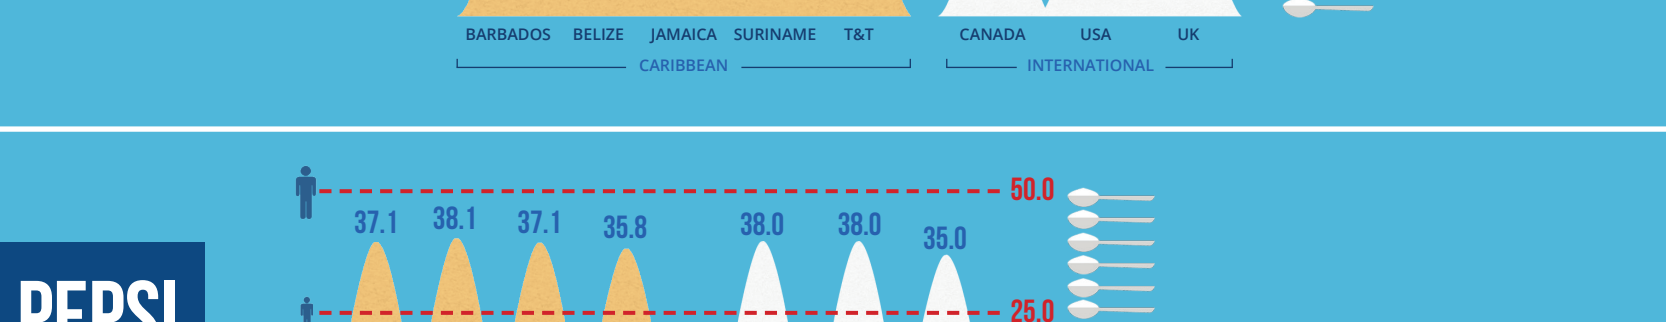 BARBADOS BELIZE JAMAICA SURINAME T&T CANADA USA UK
CARIBBEAN INTERNATIONAL
50.0
37.1 38.1 37.1 35.8 38.0 38.0 35.0
PEPSI
25.0